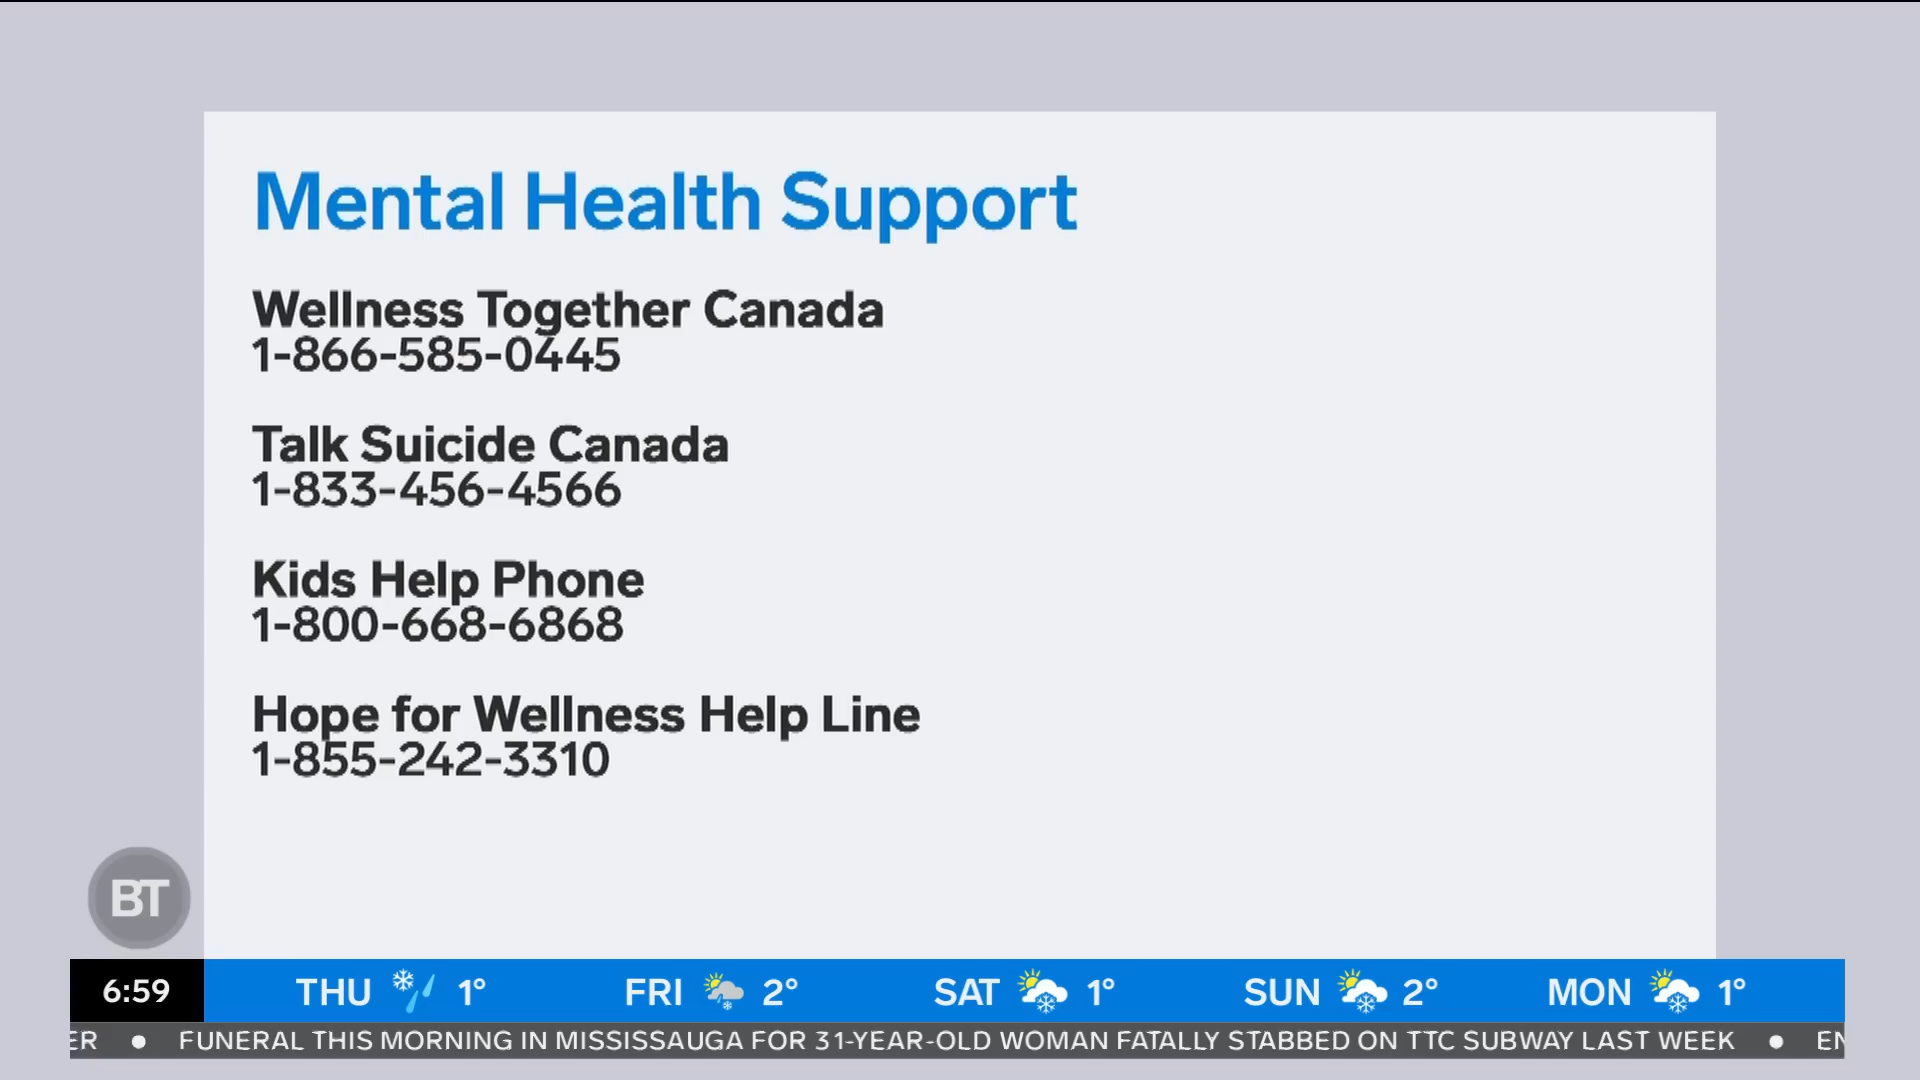 Mental Health Support
Wellness Together Canada
1-866-585-0445
Talk Suicide Canada
1-833-456-4566
Kids Help Phone
1-800-668-6868
Hope for Wellness Help Line
1-855-242-3310
BT
6:59 THU 1° FRI 2° SAT 1° SUN 2° MON 1°
ER • FUNERAL THIS MORNING IN MISSISSAUGA FOR 31-YEAR-OLD WOMAN FATALLY STABBED ON TTC SUBWAY LAST WEEK • EN